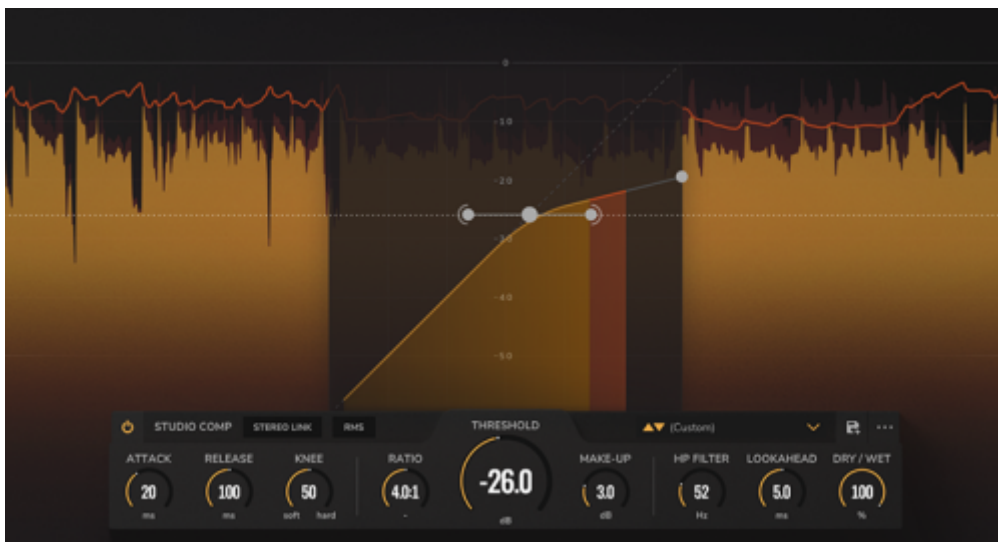 0
-10
-20
-30
-40
-50
STUDIO COMP STEREO LINK RMS THRESHOLD (Custom)
ATTACK RELEASE KNEE RATIO MAKE-UP HP FILTER LOOKAHEAD DRY / WET
20 100 50 4.0:1 -26.0 3.0 52 5.0 100
ms ms soft hard - dB dB Hz ms %